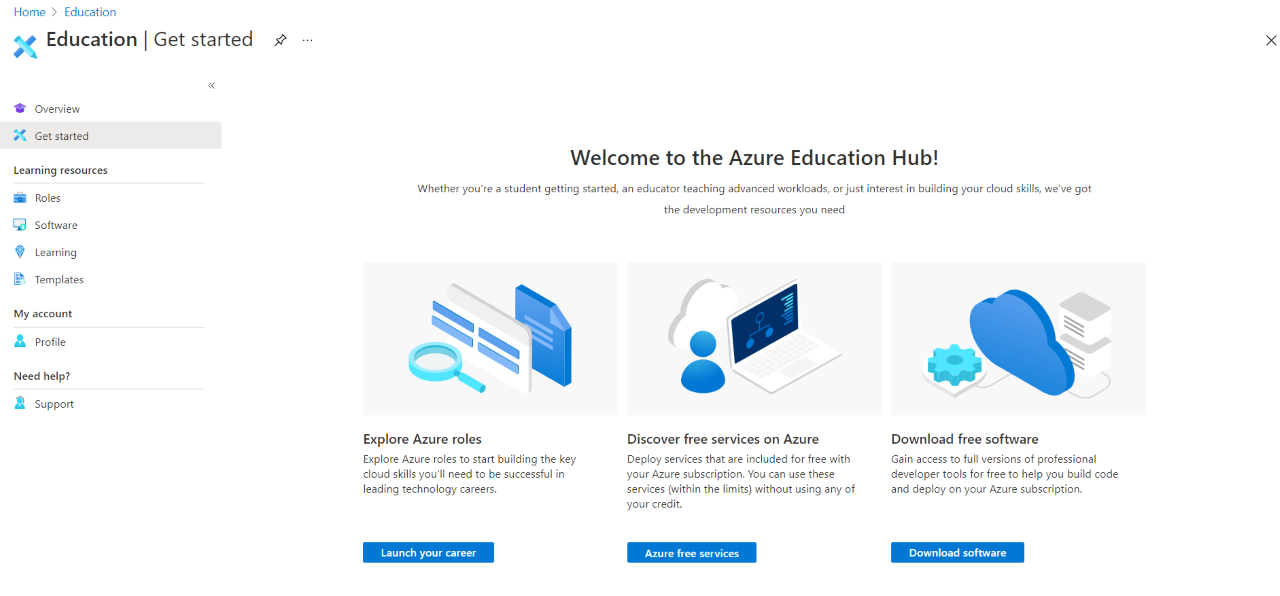 Home > Education
Education | Get started
Overview
Get started
Learning resources
Roles
Software
Learning
Templates
My account
Profile
Need help?
Support
Welcome to the Azure Education Hub!
Whether you're a student getting started, an educator teaching advanced workloads, or just interest in building your cloud skills, we've got
the development resources you need
Explore Azure roles
Explore Azure roles to start building the key
cloud skills you'll need to be successful in
leading technology careers.
Launch your career
Discover free services on Azure
Deploy services that are included for free with
your Azure subscription. You can use these
services (within the limits) without using any of
your credit.
Azure free services
Download free software
Gain access to full versions of professional
developer tools for free to help you build code
and deploy on your Azure subscription.
Download software